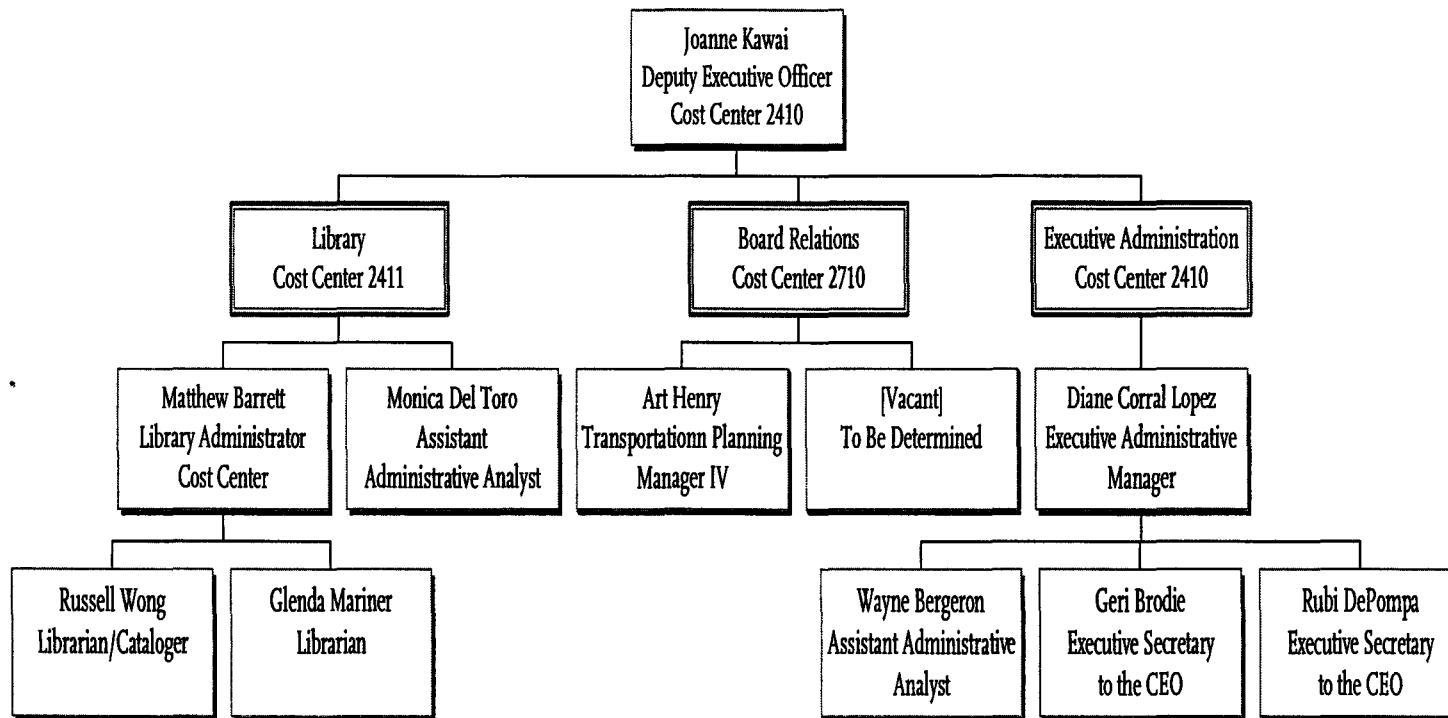 Joanne Kawai
Deputy Executive Officer
Cost Center 2410
Library
Cost Center 2411
Board Relations
Cost Center 2710
Executive Administration
Cost Center 2410
Matthew Barrett
Library Administrator
Cost Center
Monica Del Toro
Assistant
Administrative Analyst
Art Henry
Transportationn Planning
Manager IV
[Vacant]
To Be Determined
Diane Corral Lopez
Executive Administrative
Manager
Russell Wong
Librarian/Cataloger
Glenda Mariner
Librarian
Wayne Bergeron
Assistant Administrative
Analyst
Geri Brodie
Executive Secretary
to the CEO
Rubi DePompa
Executive Secretary
to the CEO